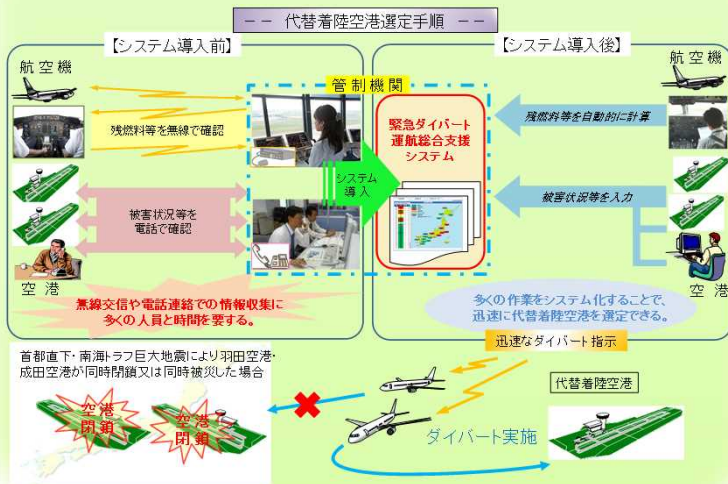 －－ 代替着陸空港選定手順 －－
【システム導入前】
【システム導入後】
航空機
管制機関
航空機
残燃料等を無線で確認
緊急ダイバート
運航総合支援
システム
残燃料等を自動的に計算
システム
導入
被害状況等を
電話で確認
被害状況等を入力
空港
空港
無線交信や電話連絡での情報収集に
多くの人員と時間を要する。
多くの作業をシステム化することで、
迅速に代替着陸空港を選定できる。
迅速なダイバート指示
首都直下・南海トラフ巨大地震により羽田空港・
成田空港が同時閉鎖又は同時被災した場合
代替着陸空港
空港
閉鎖
空港
閉鎖
ダイバート実施